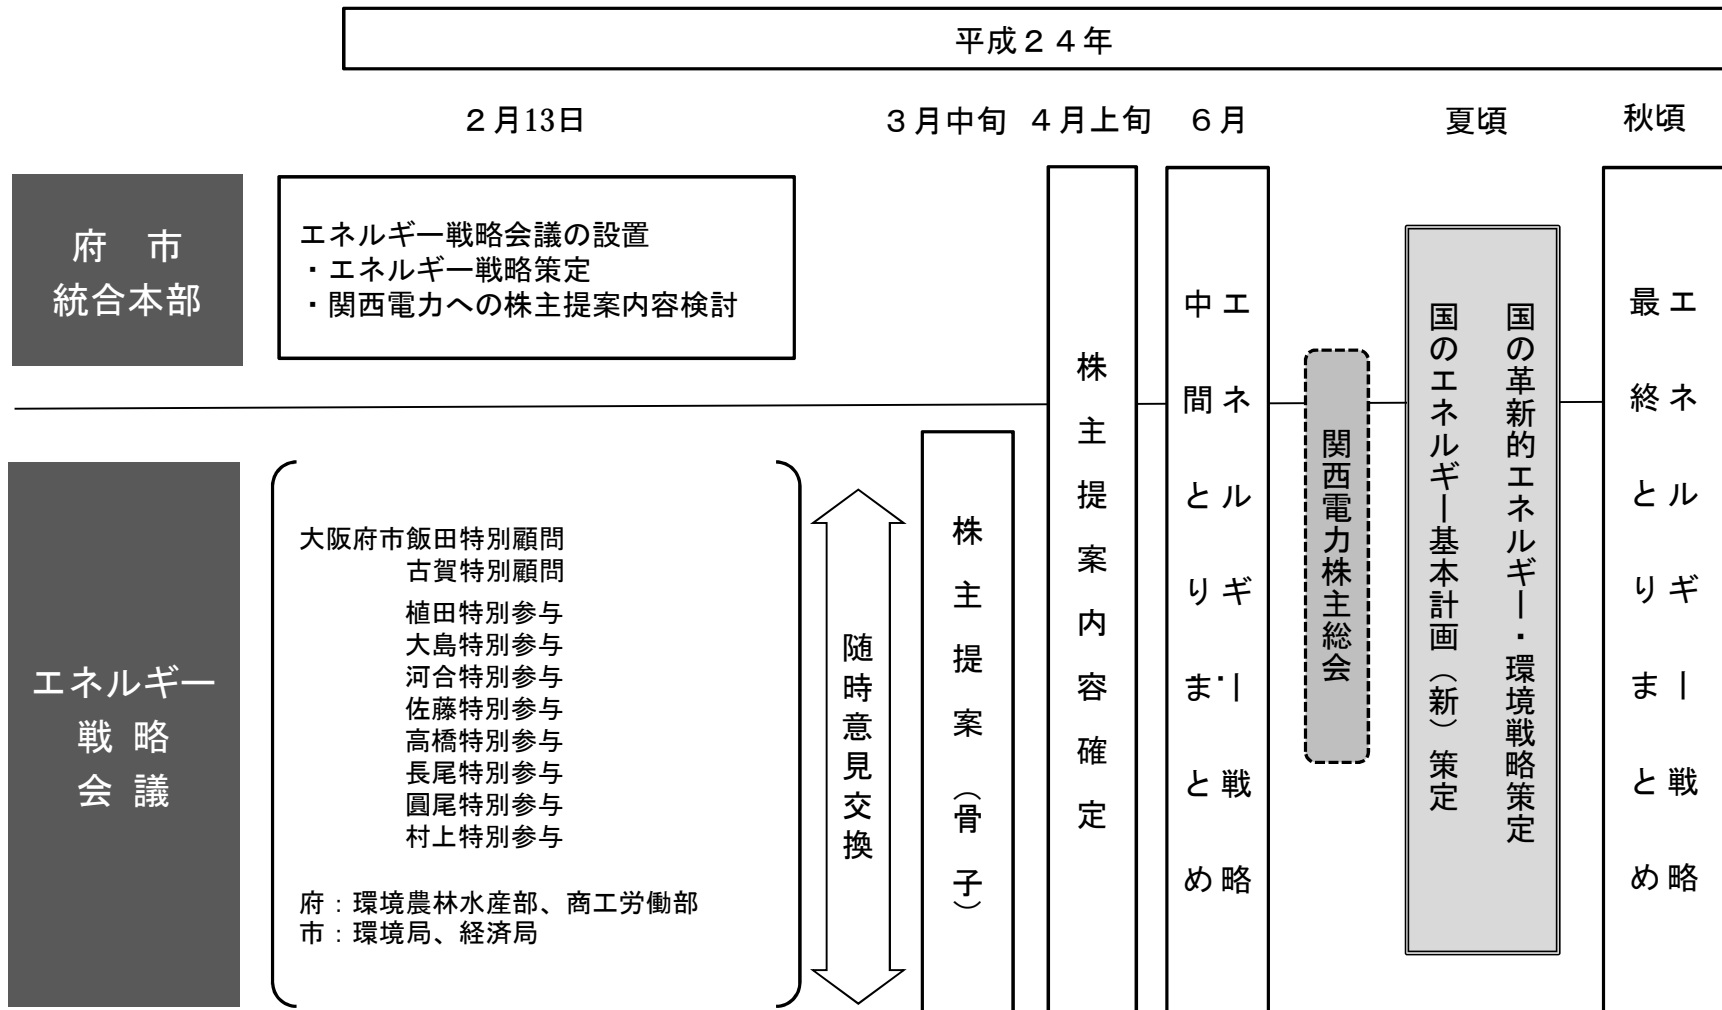 平成２４年
２月13日
３月中旬
４月上旬
６月
夏頃
秋頃
府　市
統合本部
エネルギー戦略会議の設置
・エネルギー戦略策定
・関西電力への株主提案内容検討
エネルギー
戦 略
会 議
大阪府市飯田特別顧問
古賀特別顧問
植田特別参与
大島特別参与
河合特別参与
佐藤特別参与
高橋特別参与
長尾特別参与
圓尾特別参与
村上特別参与
府：環境農林水産部、商工労働部
市：環境局、経済局
随時意見交換
株主提案（骨子）
株主提案内容確定
エネルギー戦略
中間とりまとめ
関西電力株主総会
国の革新的エネルギー・環境戦略策定
国のエネルギー基本計画（新）策定
エネルギー戦略
最終とりまとめ